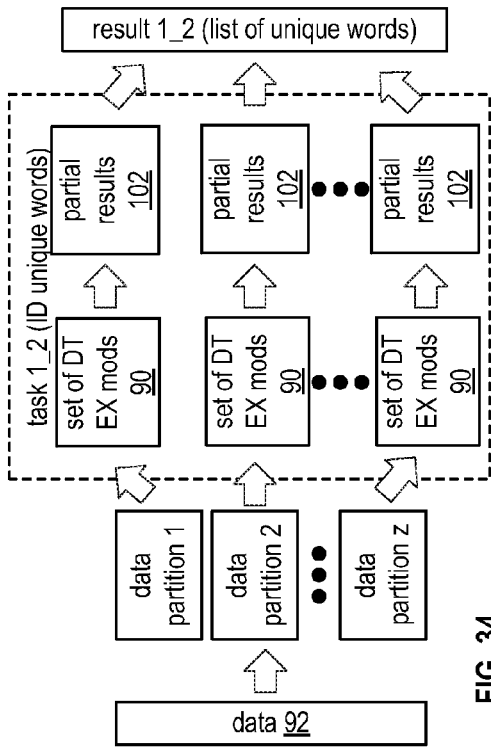 data 92
data
partition 1
data
partition 2
data
partition z
task 1_2 (ID unique words)
set of DT
EX mods
90
partial
results
102
set of DT
EX mods
90
partial
results
102
set of DT
EX mods
90
partial
results
102
result 1_2 (list of unique words)
FIG. 34